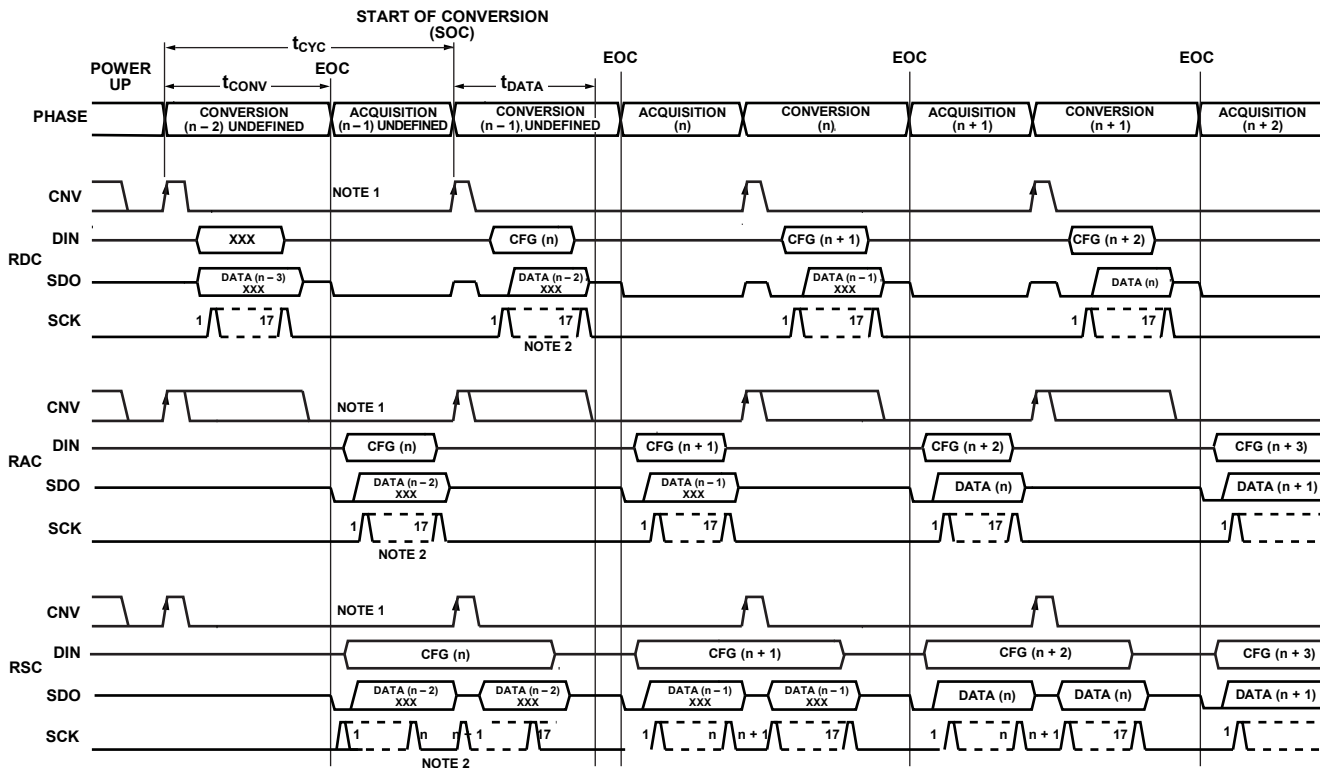 START OF CONVERSION
(SOC)
tCYC
POWER
UP
tCONV
EOC
tDATA
EOC
EOC
EOC
PHASE
CONVERSION
(n – 2) UNDEFINED
ACQUISITION
(n – 1) UNDEFINED
CONVERSION
(n – 1), UNDEFINED
ACQUISITION
(n)
CONVERSION
(n),
ACQUISITION
(n + 1)
CONVERSION
(n + 1)
ACQUISITION
(n + 2)
RDC
CNV
NOTE 1
DIN
XXX
CFG (n)
CFG (n + 1)
CFG (n + 2)
SDO
DATA (n – 3)
XXX
DATA (n – 2)
XXX
DATA (n – 1)
XXX
DATA (n)
SCK
1 17
1 17
1 17
1 17
NOTE 2
RAC
CNV
NOTE 1
DIN
CFG (n)
CFG (n + 1)
CFG (n + 2)
CFG (n + 3)
SDO
DATA (n – 2)
XXX
DATA (n – 1)
XXX
DATA (n)
DATA (n + 1)
SCK
1 17
1 17
1 17
1
NOTE 2
RSC
CNV
NOTE 1
DIN
CFG (n)
CFG (n + 1)
CFG (n + 2)
CFG (n + 3)
SDO
DATA (n – 2)
XXX
DATA (n – 2)
XXX
DATA (n – 1)
XXX
DATA (n – 1)
XXX
DATA (n)
DATA (n)
DATA (n + 1)
SCK
1 n n + 1 17
1 n n + 1 17
1 n n + 1 17
1
NOTE 2